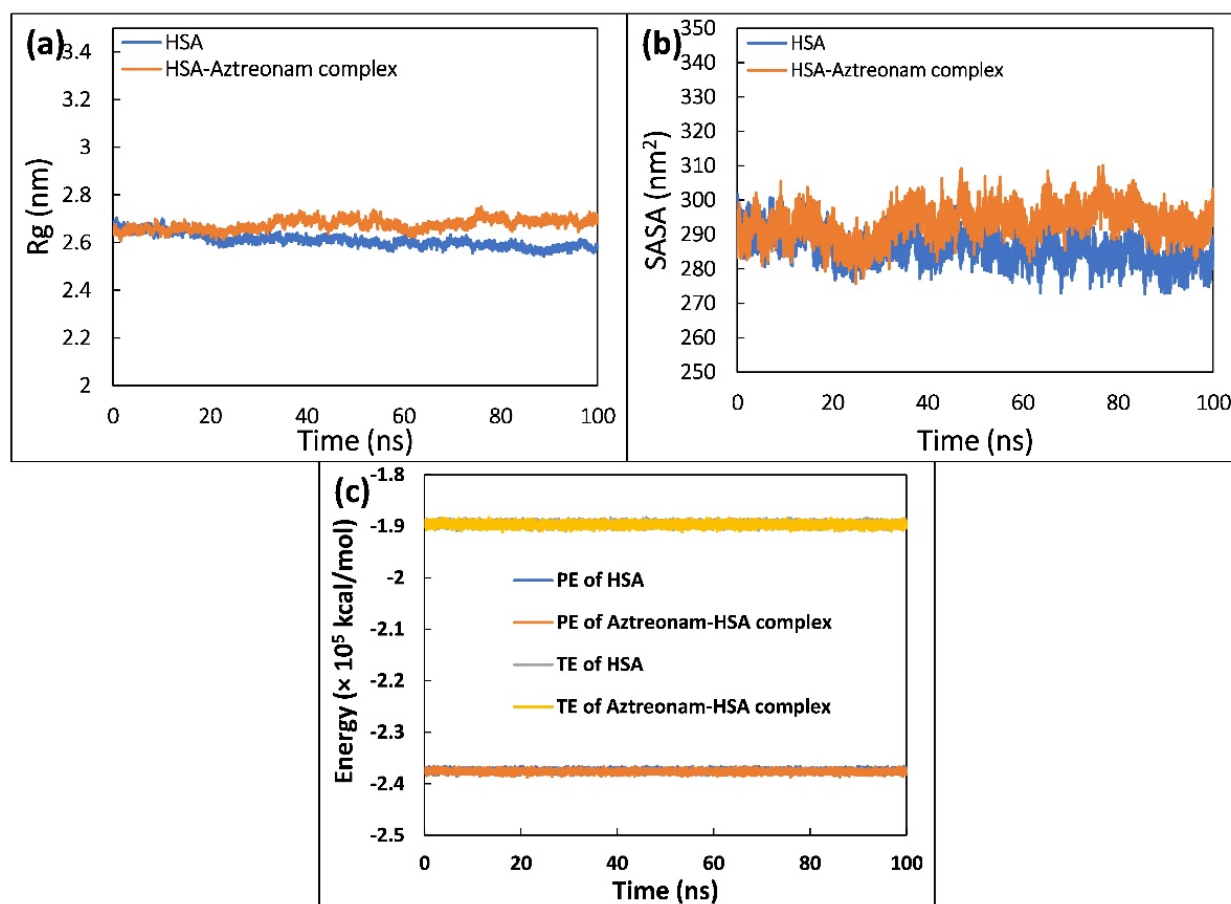 (a)
HSA
HSA-Aztreonam complex
3.4
3.2
3
2.8
2.6
2.4
2.2
2
Rg (nm)
0 20 40 60 80 100
Time (ns)
(b)
HSA
HSA-Aztreonam complex
350
340
330
320
310
300
290
280
270
260
250
SASA (nm²)
0 20 40 60 80 100
Time (ns)
(c)
-1.8
-1.9
-2
-2.1
-2.2
-2.3
-2.4
-2.5
Energy (× 10⁵ kcal/mol)
PE of HSA
PE of Aztreonam-HSA complex
TE of HSA
TE of Aztreonam-HSA complex
0 20 40 60 80 100
Time (ns)